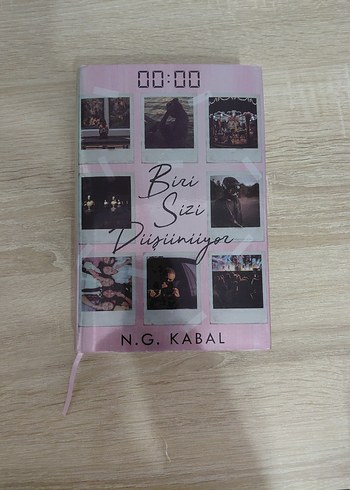 00:00
Biri
Sizi
Düşünüyor
N.G. KABAL